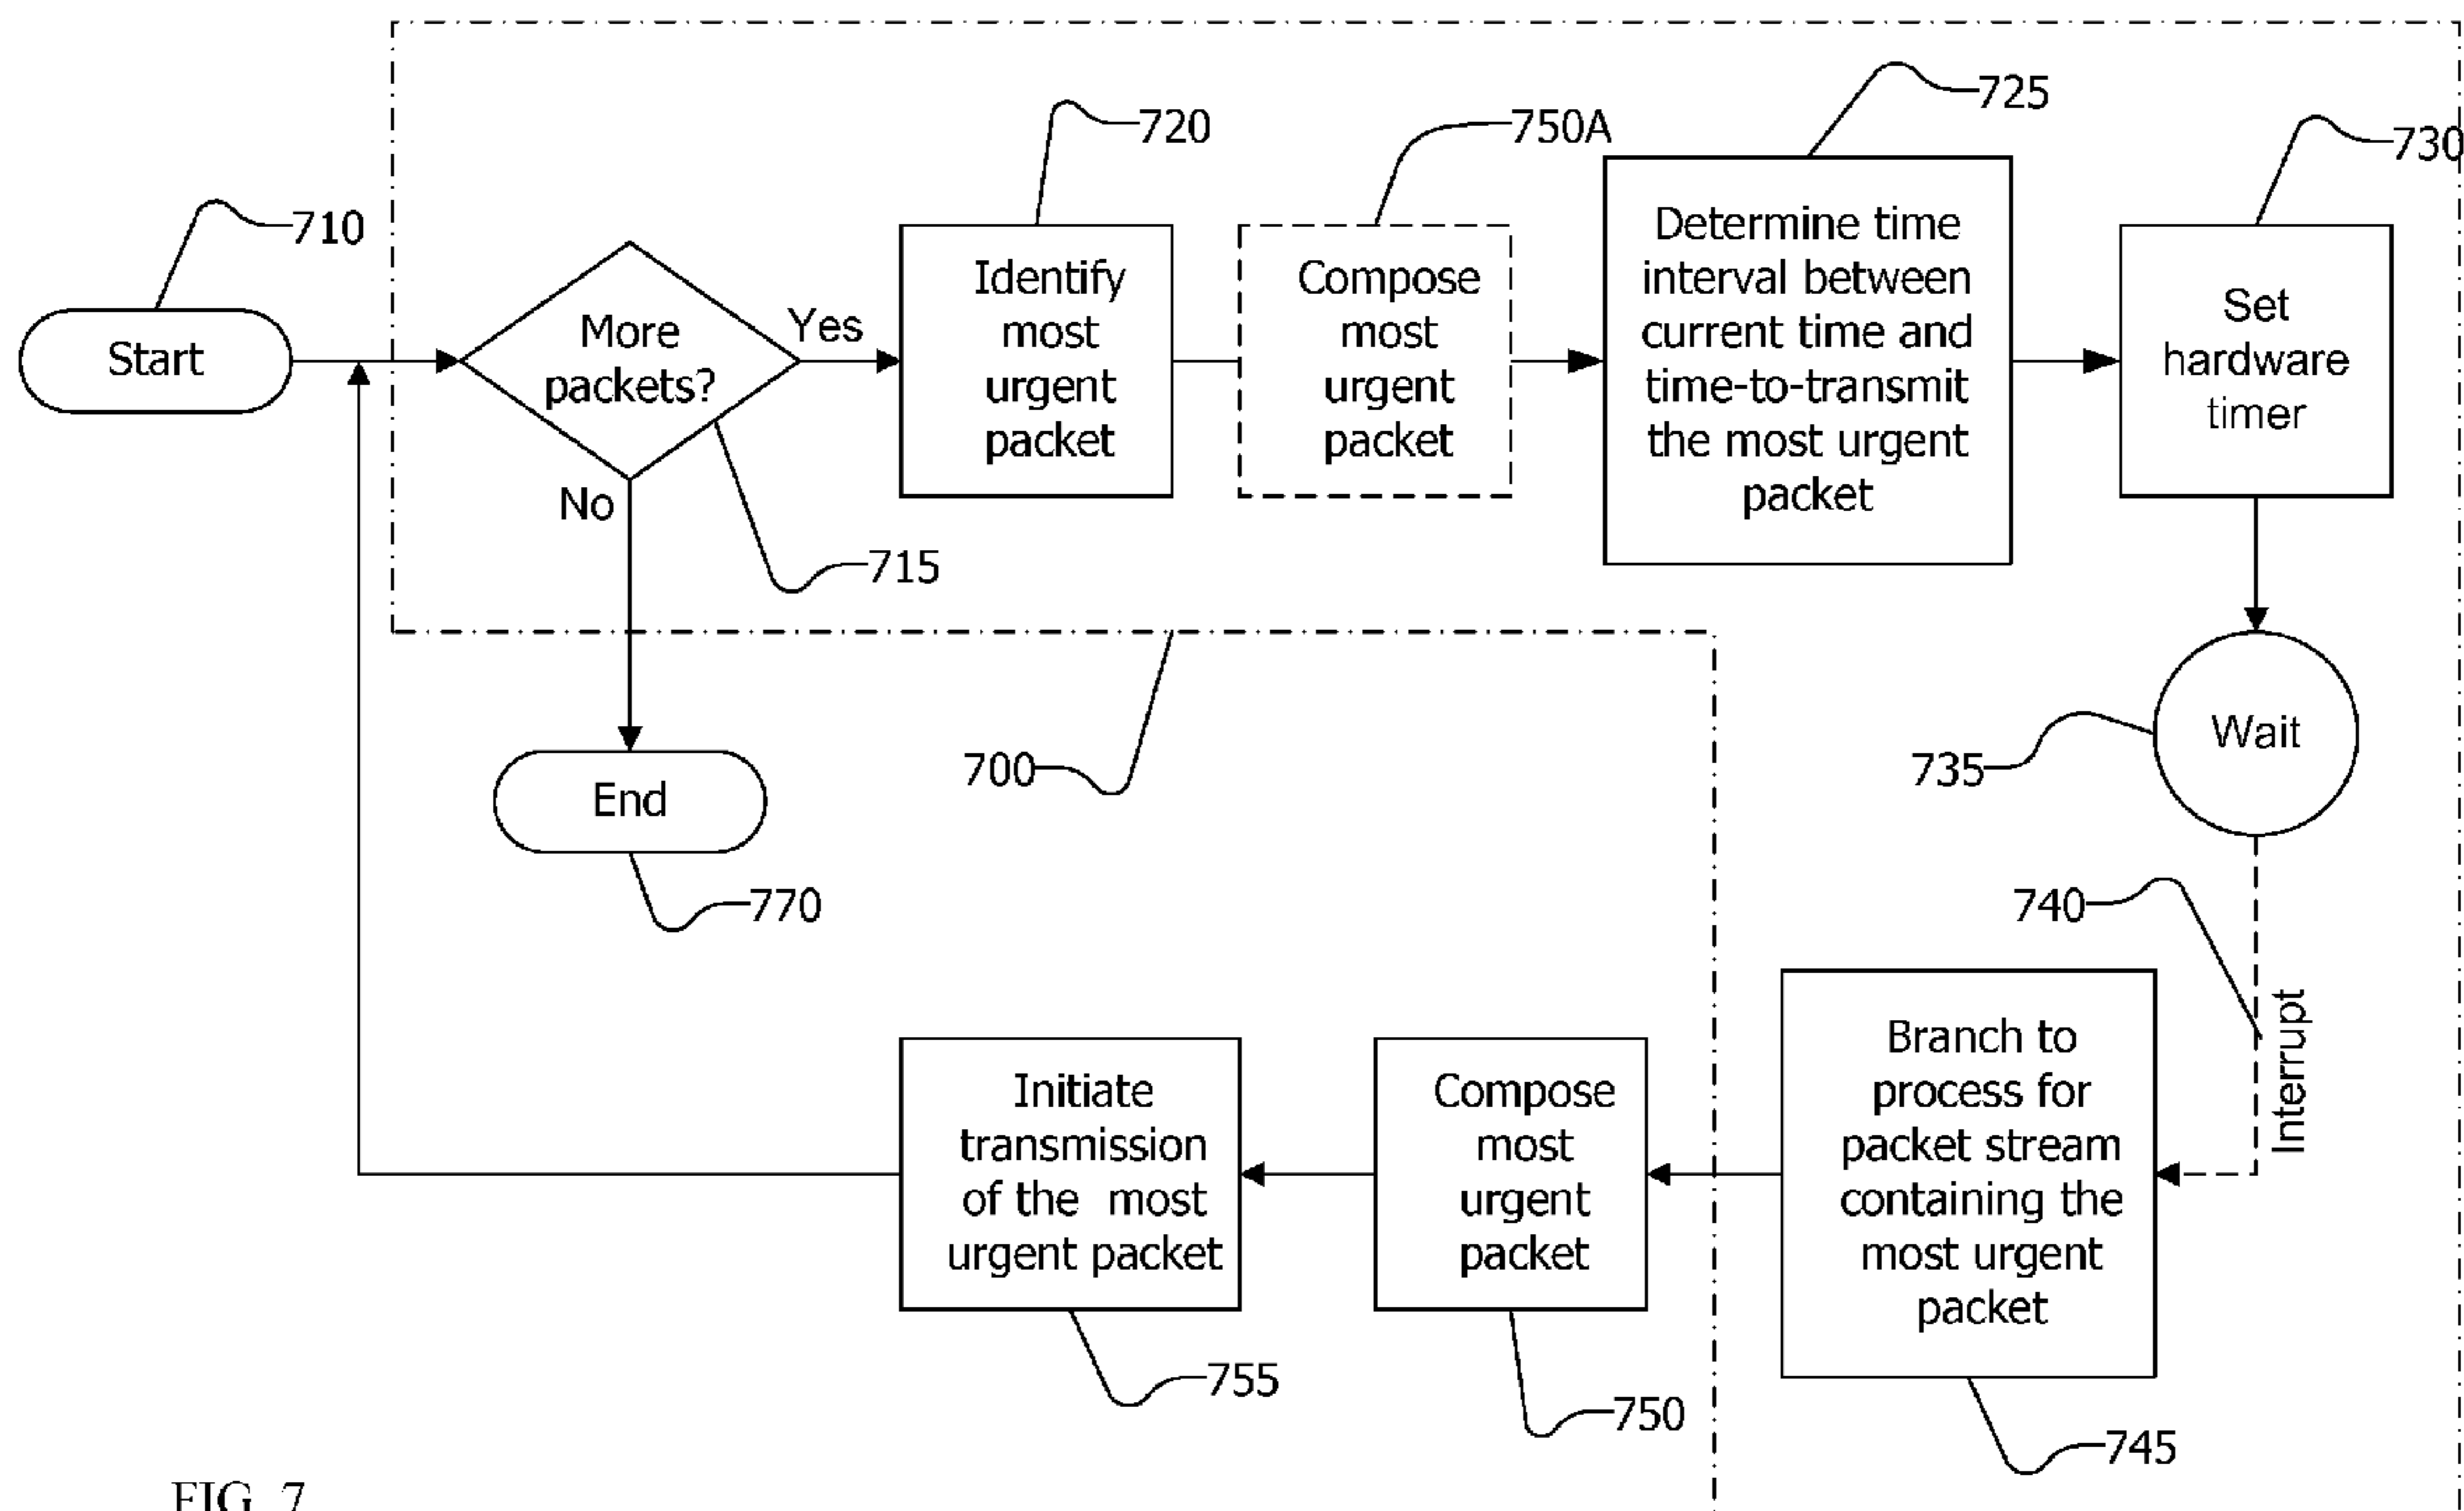 725
720
750A
730
710
Start
More
packets?
Yes
No
Identify
most
urgent
packet
Compose
most
urgent
packet
Determine time
interval between
current time and
time-to-transmit
the most urgent
packet
Set
hardware
timer
715
700
735
Wait
End
770
740
Interrupt
Initiate
transmission
of the most
urgent packet
Compose
most
urgent
packet
Branch to
process for
packet stream
containing the
most urgent
packet
755
750
745
FIG. 7